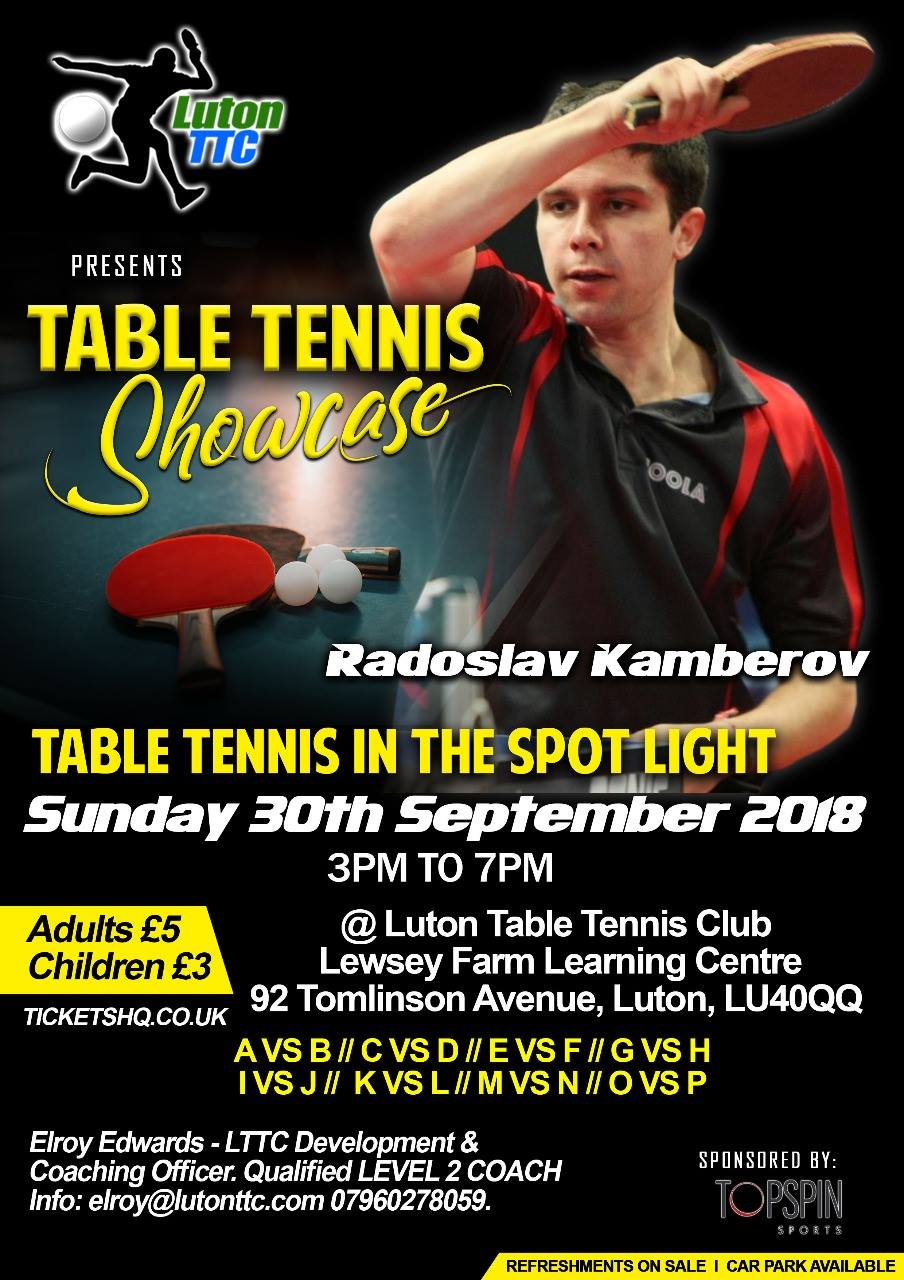 Luton
TTC
PRESENTS
TABLE TENNIS
Showcase
JOOLA
Radoslav Kamberov
TABLE TENNIS IN THE SPOT LIGHT
Sunday 30th September 2018
3PM TO 7PM
Adults £5
Children £3
TICKETSHQ.CO.UK
@ Luton Table Tennis Club
Lewsey Farm Learning Centre
92 Tomlinson Avenue, Luton, LU40QQ
A VS B // C VS D // E VS F // G VS H
I VS J // K VS L // M VS N // O VS P
Elroy Edwards - LTTC Development &
Coaching Officer. Qualified LEVEL 2 COACH
Info: elroy@lutonttc.com 07960278059.
SPONSORED BY:
TOPSPIN
SPORTS
REFRESHMENTS ON SALE I CAR PARK AVAILABLE